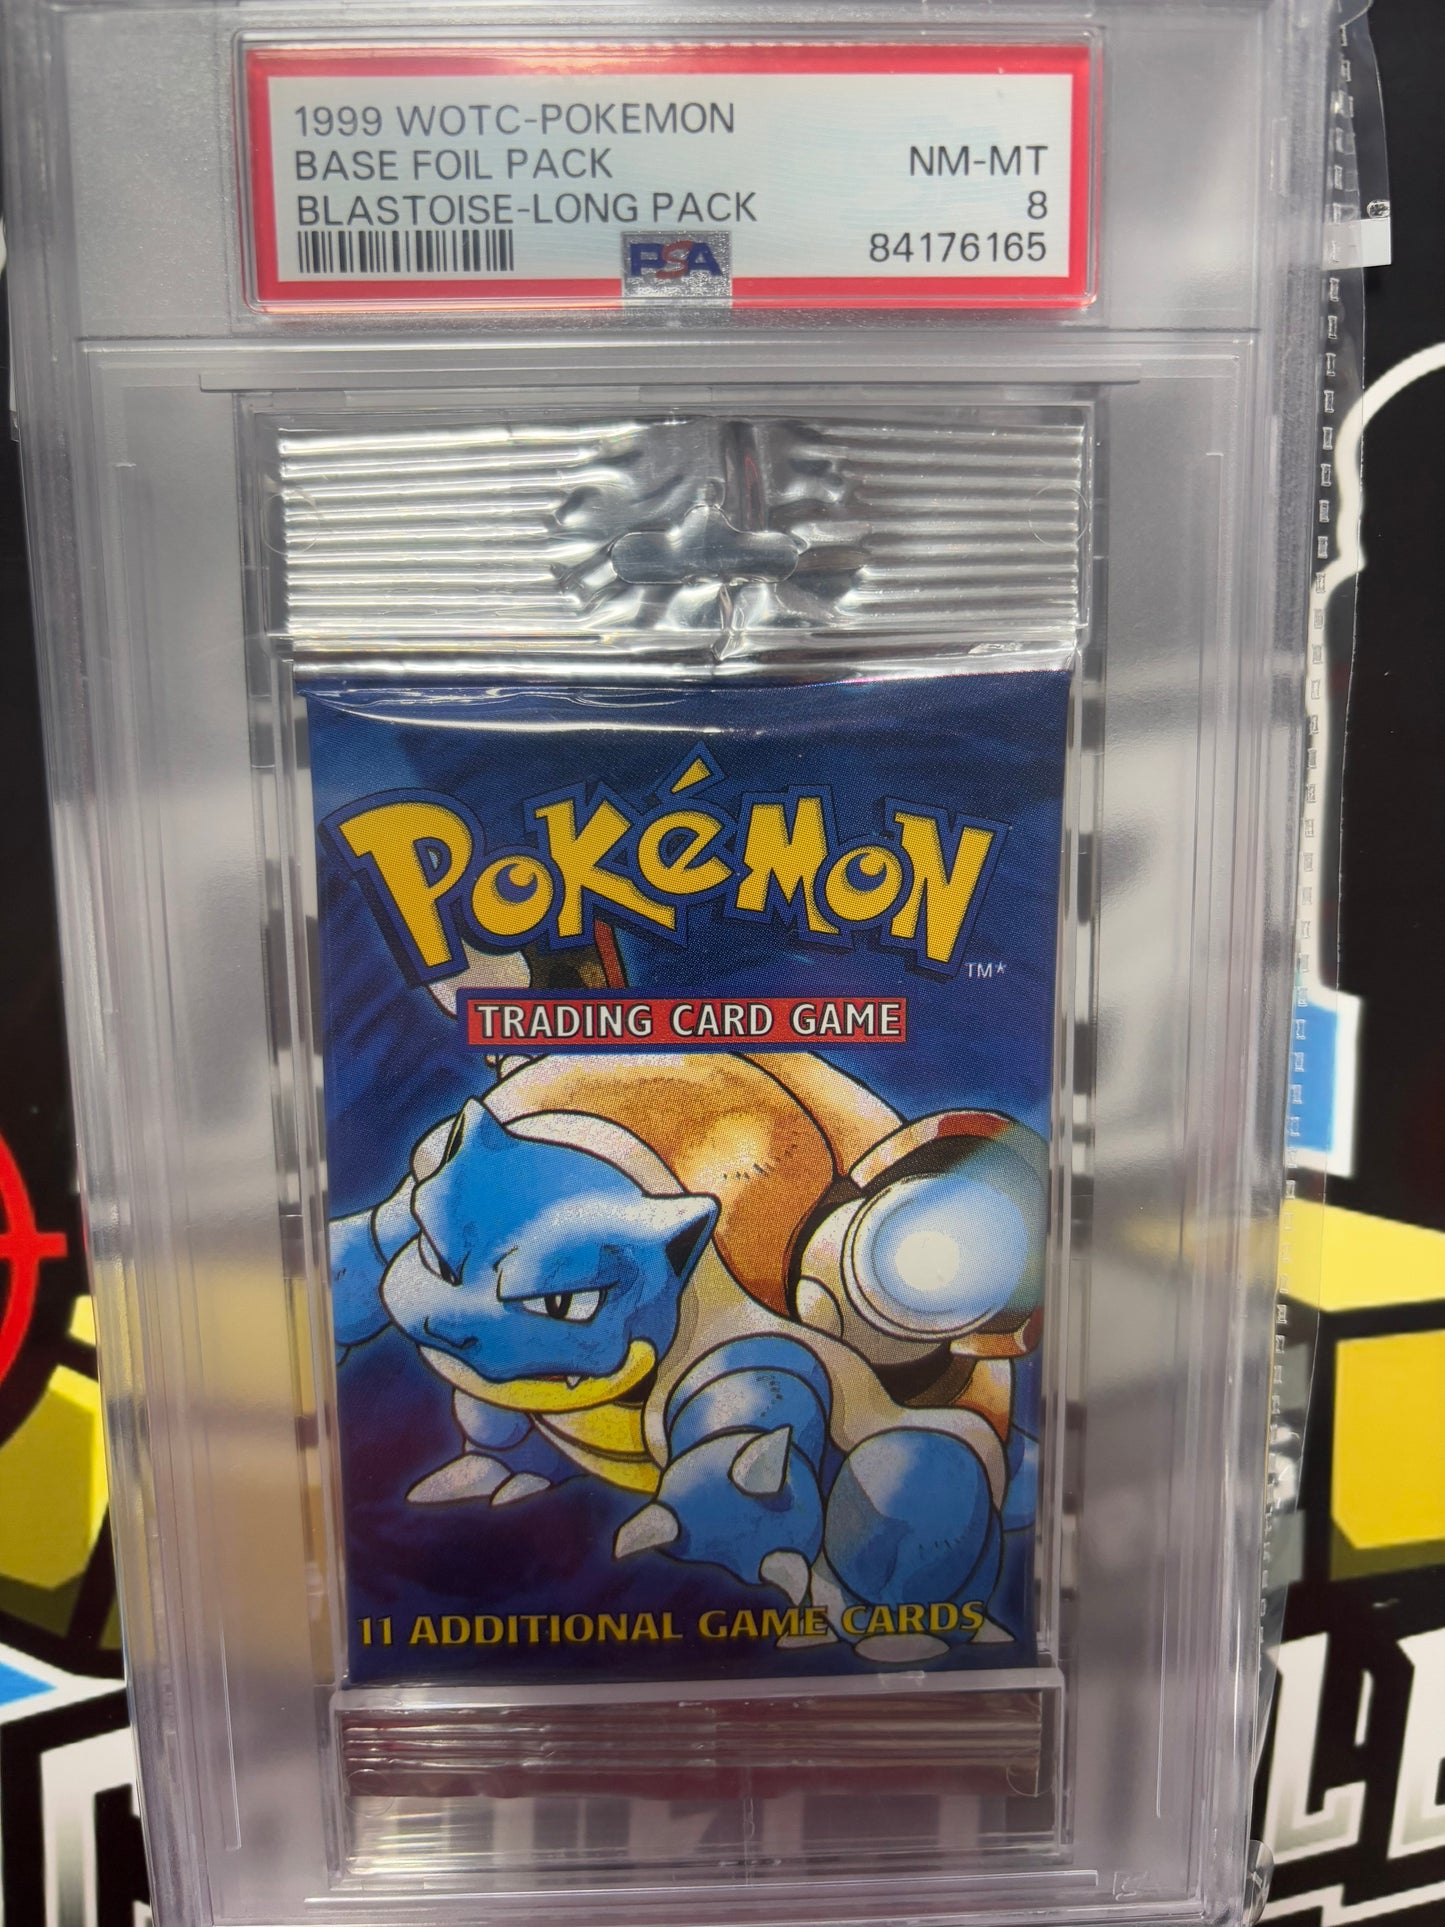 1999 WOTC-POKEMON
BASE FOIL PACK NM-MT
BLASTOISE-LONG PACK 8
PSA 84176165
POKéMON
TM*
TRADING CARD GAME
11 ADDITIONAL GAME CARDS